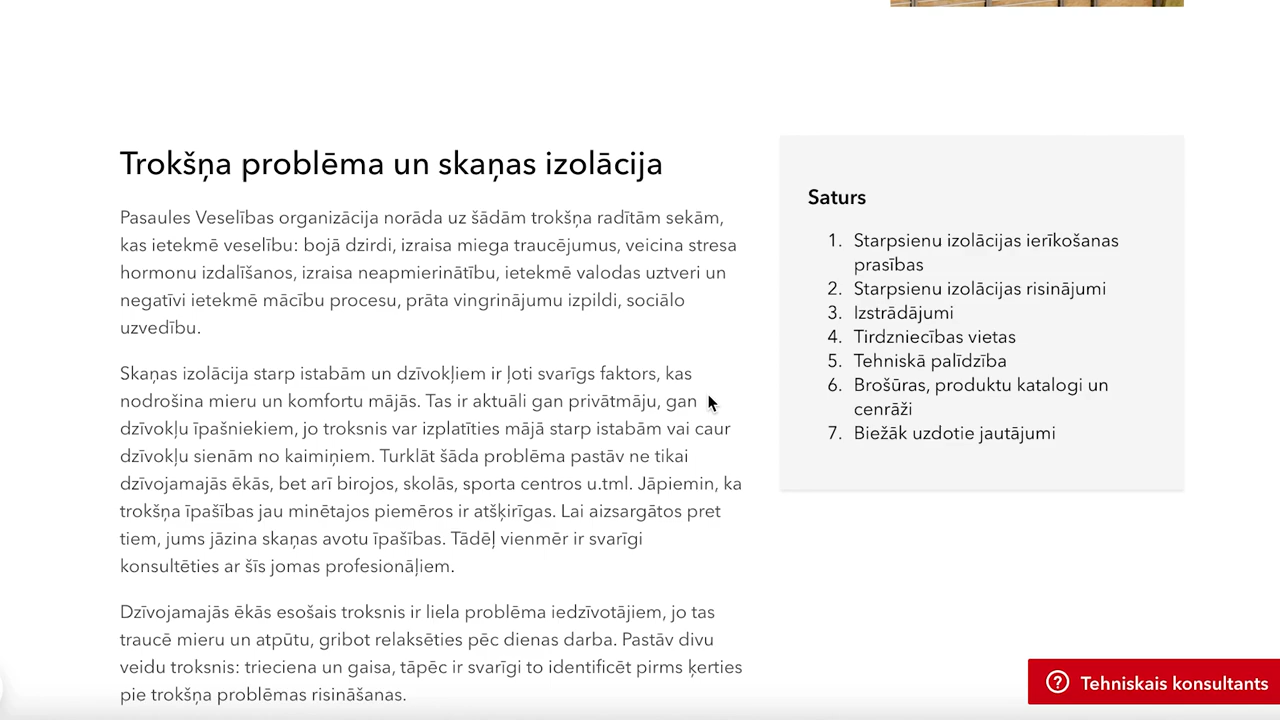 Trokšņa problēma un skaņas izolācija
Pasaules Veselības organizācija norāda uz šādām trokšņa radītām sekām,
kas ietekmē veselību: bojā dzirdi, izraisa miega traucējumus, veicina stresa
hormonu izdalīšanos, izraisa neapmierinātību, ietekmē valodas uztveri un
negatīvi ietekmē mācību procesu, prāta vingrinājumu izpildi, sociālo
uzvedību.
Skaņas izolācija starp istabām un dzīvokļiem ir ļoti svarīgs faktors, kas
nodrošina mieru un komfortu mājās. Tas ir aktuāli gan privātmāju, gan
dzīvokļu īpašniekiem, jo troksnis var izplatīties mājā starp istabām vai caur
dzīvokļu sienām no kaimiņiem. Turklāt šāda problēma pastāv ne tikai
dzīvojamajās ēkās, bet arī birojos, skolās, sporta centros u.tml. Jāpiemin, ka
trokšņa īpašības jau minētajos piemēros ir atšķirīgas. Lai aizsargātos pret
tiem, jums jāzina skaņas avotu īpašības. Tādēļ vienmēr ir svarīgi
konsultēties ar šīs jomas profesionāļiem.
Dzīvojamajās ēkās esošais troksnis ir liela problēma iedzīvotājiem, jo tas
traucē mieru un atpūtu, gribot relaksēties pēc dienas darba. Pastāv divu
veidu troksnis: trieciena un gaisa, tāpēc ir svarīgi to identificēt pirms ķerties
pie trokšņa problēmas risināšanas.
Saturs
1. Starpsienu izolācijas ierīkošanas
prasības
2. Starpsienu izolācijas risinājumi
3. Izstrādājumi
4. Tirdzniecības vietas
5. Tehniskā palīdzība
6. Brošūras, produktu katalogi un
cenrāži
7. Biežāk uzdotie jautājumi
Tehniskais konsultants